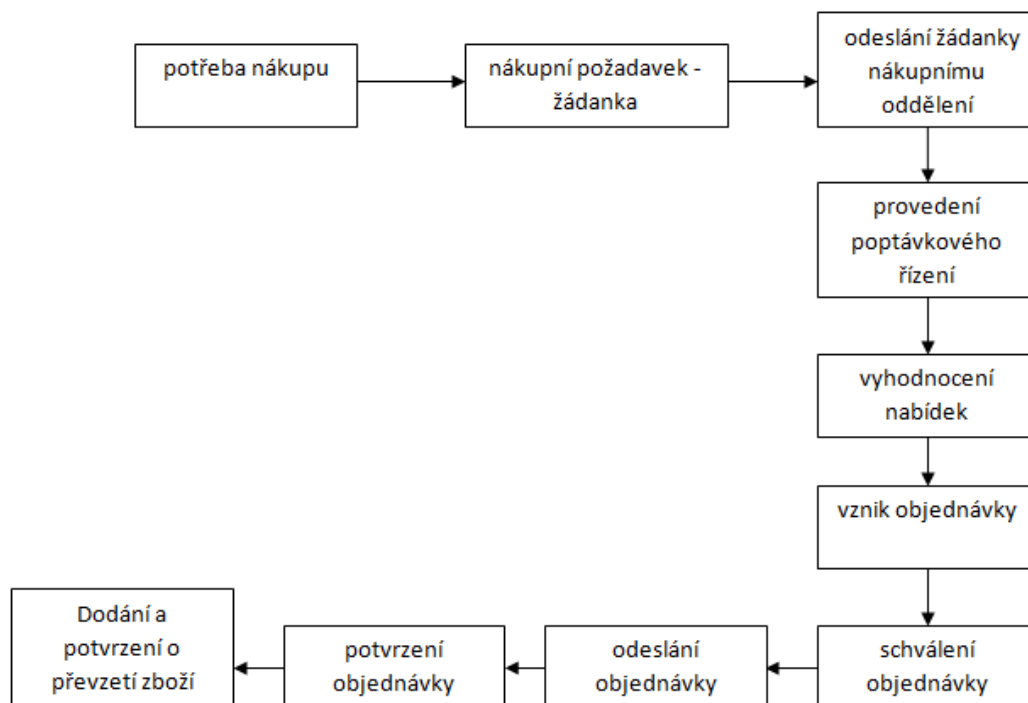 potřeba nákupu
nákupní požadavek -
žádanka
odeslání žádanky
nákupnímu
oddělení
provedení
poptávkového
řízení
vyhodnocení
nabídek
vznik objednávky
schválení
objednávky
odeslání
objednávky
potvrzení
objednávky
Dodání a
potvrzení o
převzetí zboží